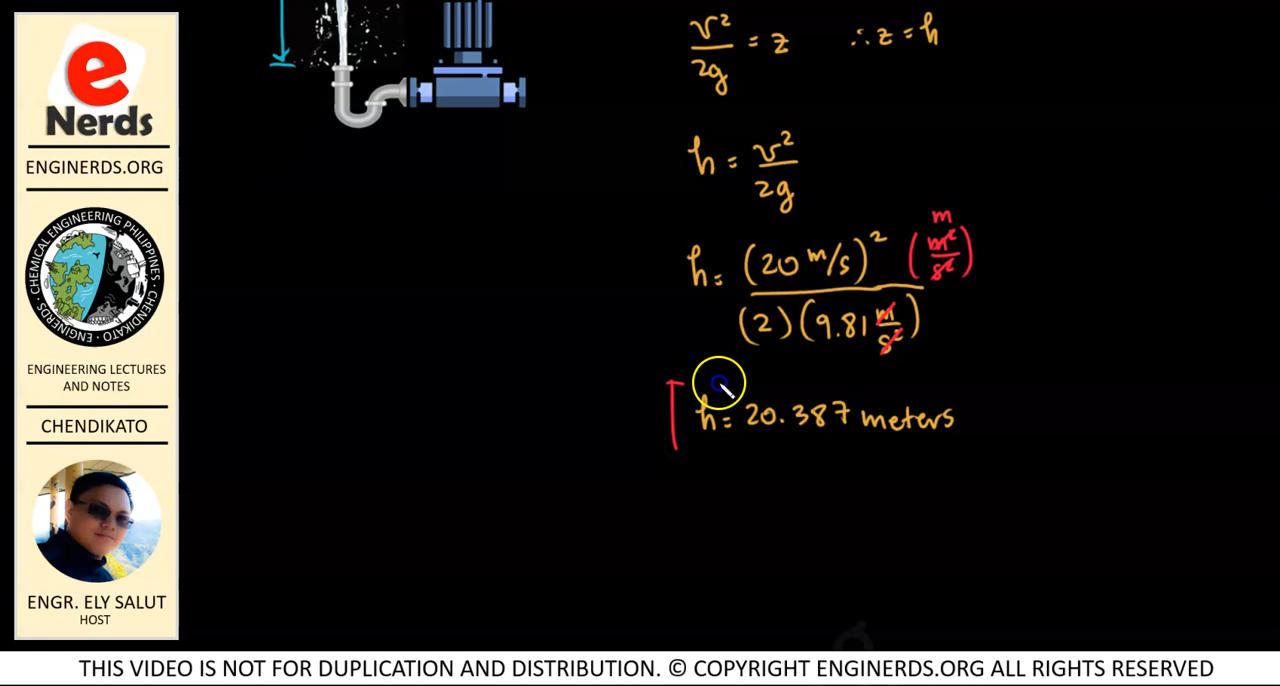 e
Nerds
ENGINERDS.ORG
CHEMICAL ENGINEERING PHILIPPINES • CHENDIKATO • ENGINERDS •
ENGINEERING LECTURES
AND NOTES
CHENDIKATO
ENGR. ELY SALUT
HOST
v²/2g = z ∴ z = h
h = v²/2g
m
h = (20 m/s)² (m²/s²) / (2)(9.81 m/s²)
h = 20.387 meters
THIS VIDEO IS NOT FOR DUPLICATION AND DISTRIBUTION. © COPYRIGHT ENGINERDS.ORG ALL RIGHTS RESERVED